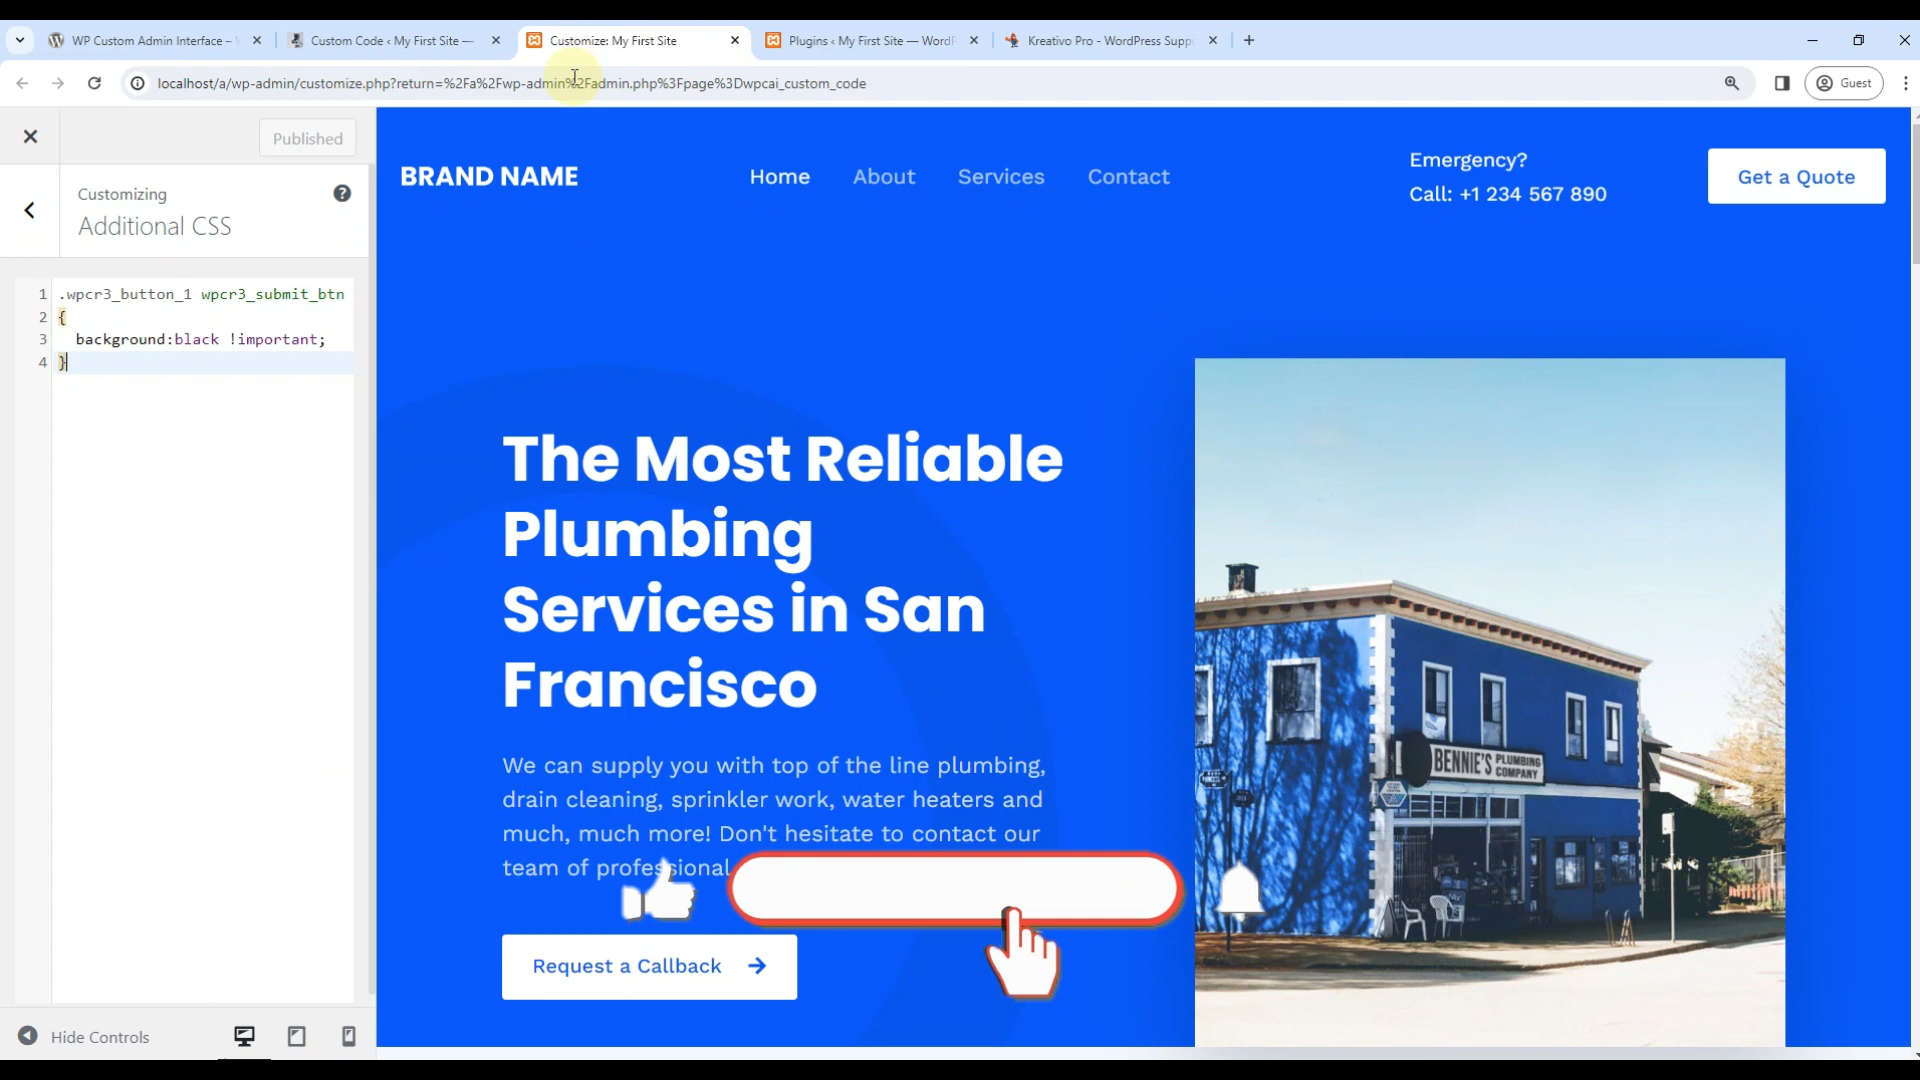 WP Custom Admin Interface –
Custom Code ‹ My First Site —
Customize: My First Site
Plugins ‹ My First Site — WordP
Kreativo Pro - WordPress Suppo
localhost/a/wp-admin/customize.php?return=%2Fa%2Fwp-admin%2Fadmin.php%3Fpage%3Dwpcai_custom_code
Guest
Published
Customizing
Additional CSS
1 .wpcr3_button_1 wpcr3_submit_btn
2 {
3 background:black !important;
4 }
Hide Controls
BRAND NAME
Home
About
Services
Contact
Emergency?
Call: +1 234 567 890
Get a Quote
The Most Reliable
Plumbing
Services in San
Francisco
We can supply you with top of the line plumbing,
drain cleaning, sprinkler work, water heaters and
much, much more! Don't hesitate to contact our
team of professional
Request a Callback
BENNIE'S PLUMBING
COMPANY